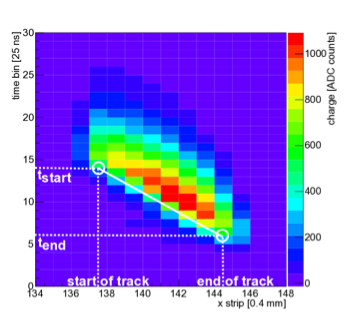 time bin [25 ns]
30
25
20
15
10
5
0
t_start
t_end
start of track
end of track
134 136 138 140 142 144 146 148
x strip [0.4 mm]
1000
800
600
400
200
0
charge [ADC counts]